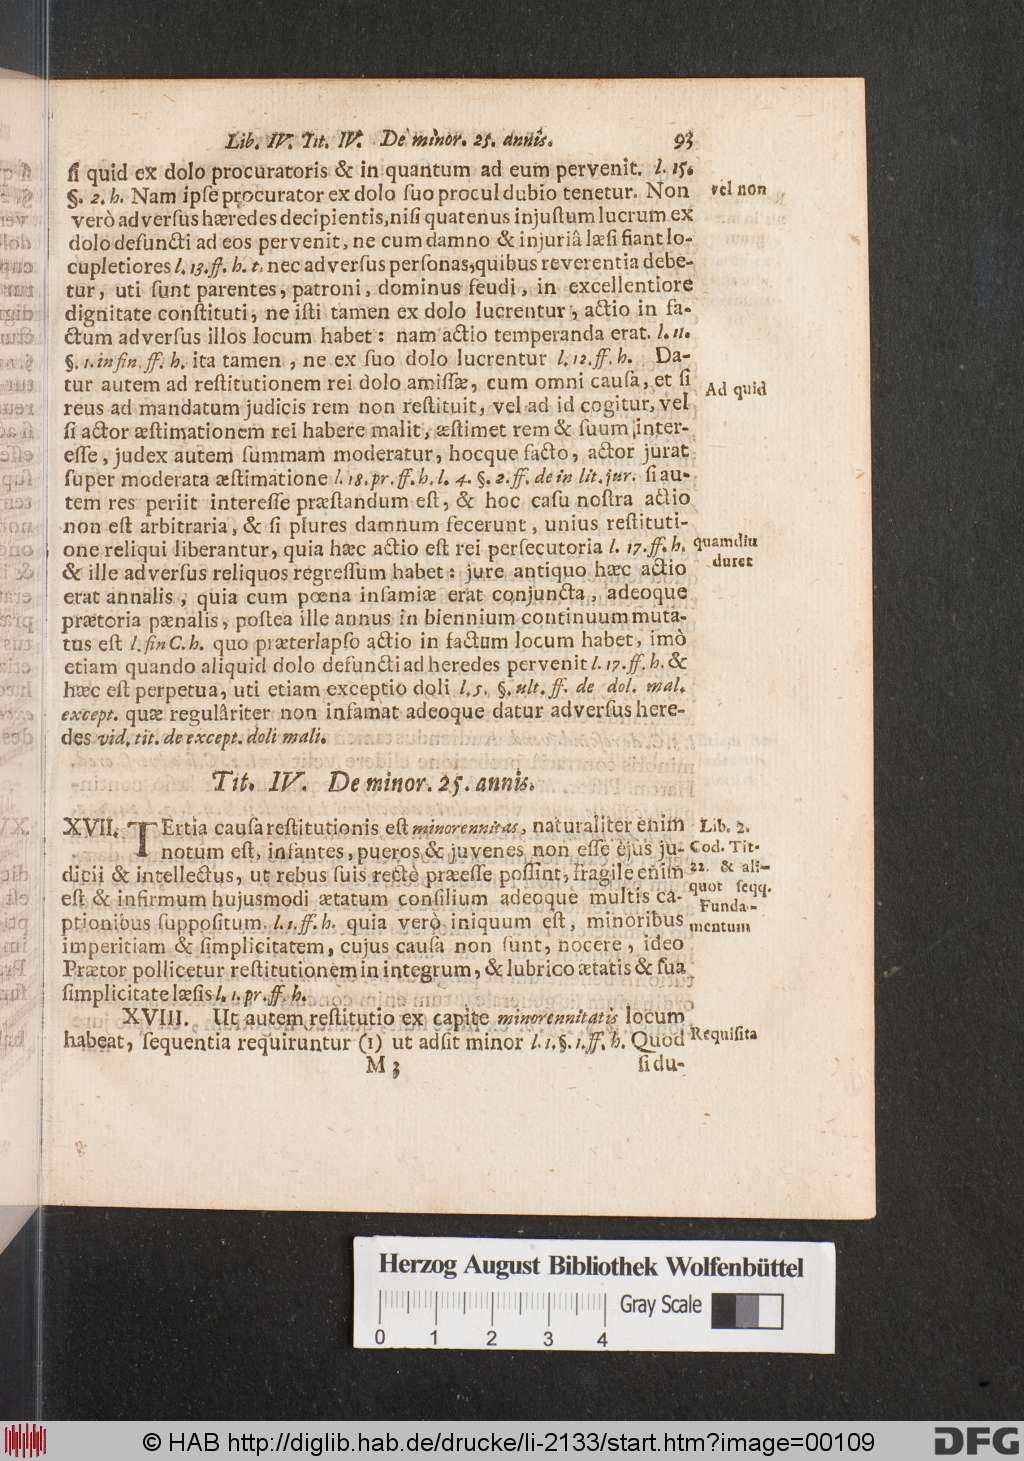 Lib. IV. Tit. IV. De minor. 25. annis. 93
ſi quid ex dolo procuratoris & in quantum ad eum pervenit. l. 15.
§. 2. h. Nam ipſe procurator ex dolo ſuo procul dubio tenetur. Non
verò adverſus hæredes decipientis, niſi quatenus injuſtum lucrum ex
dolo defuncti ad eos pervenit, ne cum damno & injuriâ læſi fiant lo-
cupletiores l. 13. ff. h. t. nec adverſus perſonas, quibus reverentia debe-
tur, uti ſunt parentes, patroni, dominus feudi, in excellentiore
dignitate conſtituti, ne iſti tamen ex dolo lucrentur, actio in fa-
ctum adverſus illos locum habet: nam actio temperanda erat. l. 11.
§. 1. in fin ff. h. ita tamen, ne ex ſuo dolo lucrentur l. 12. ff. h. Da-
tur autem ad reſtitutionem rei dolo amiſſæ, cum omni cauſa, et ſi
reus ad mandatum judicis rem non reſtituit, vel ad id cogitur, vel
ſi actor æſtimationem rei habere malit, æſtimet rem & ſuum inter-
eſſe, judex autem ſummam moderatur, hocque facto, actor jurat
ſuper moderata æſtimatione l. 18. pr. ff. h. l. 4. §. 2. ff. de in lit. jur. ſi au-
tem res periit intereſſe præſtandum eſt, & hoc caſu noſtra actio
non eſt arbitraria, & ſi plures damnum fecerunt, unius reſtituti-
one reliqui liberantur, quia hæc actio eſt rei perſecutoria l. 17. ff. h.
& ille adverſus reliquos regreſſum habet: jure antiquo hæc actio
erat annalis, quia cum pœna infamiæ erat conjuncta, adeoque
prætoria pænalis, poſtea ille annus in biennium continuum muta-
tus eſt l. fin C. h. quo præterlapſo actio in factum locum habet, imò
etiam quando aliquid dolo defuncti ad heredes pervenit l. 17. ff. h. &
hæc eſt perpetua, uti etiam exceptio doli l. 5. §. ult. ff. de dol. mal.
except. quæ regulâriter non infamat adeoque datur adverſus here-
des vid. tit. de except. doli mali.
vel non
Ad quid
quamdiu
duret
Tit. IV. De minor. 25. annis.
XVII. TErtia cauſa reſtitutionis eſt minorennitas, naturaliter enim
notum eſt, infantes, pueros & juvenes non eſſe ejus ju-
dicii & intellectus, ut rebus ſuis rectè præeſſe poſſint, fragile enim
eſt & infirmum hujusmodi ætatum conſilium adeoque multis ca-
ptionibus ſuppoſitum. l. 1. ff. h. quia verò iniquum eſt, minoribus
imperitiam & ſimplicitatem, cujus cauſa non ſunt, nocere, ideo
Prætor pollicetur reſtitutionem in integrum, & lubrico ætatis & ſua
ſimplicitate læſis l. 1. pr. ff. h.
Lib. 2.
Cod. Tit.
22. & ali-
quot ſeqq.
Funda-
mentum
XVIII. Ut autem reſtitutio ex capite minorennitatis locum
habeat, ſequentia requiruntur (1) ut adſit minor l. 1. §. 1. ff. h. Quod
Requiſita
M 3 ſi du-
Herzog August Bibliothek Wolfenbüttel
Gray Scale
0 1 2 3 4
© HAB http://diglib.hab.de/drucke/li-2133/start.htm?image=00109
DFG